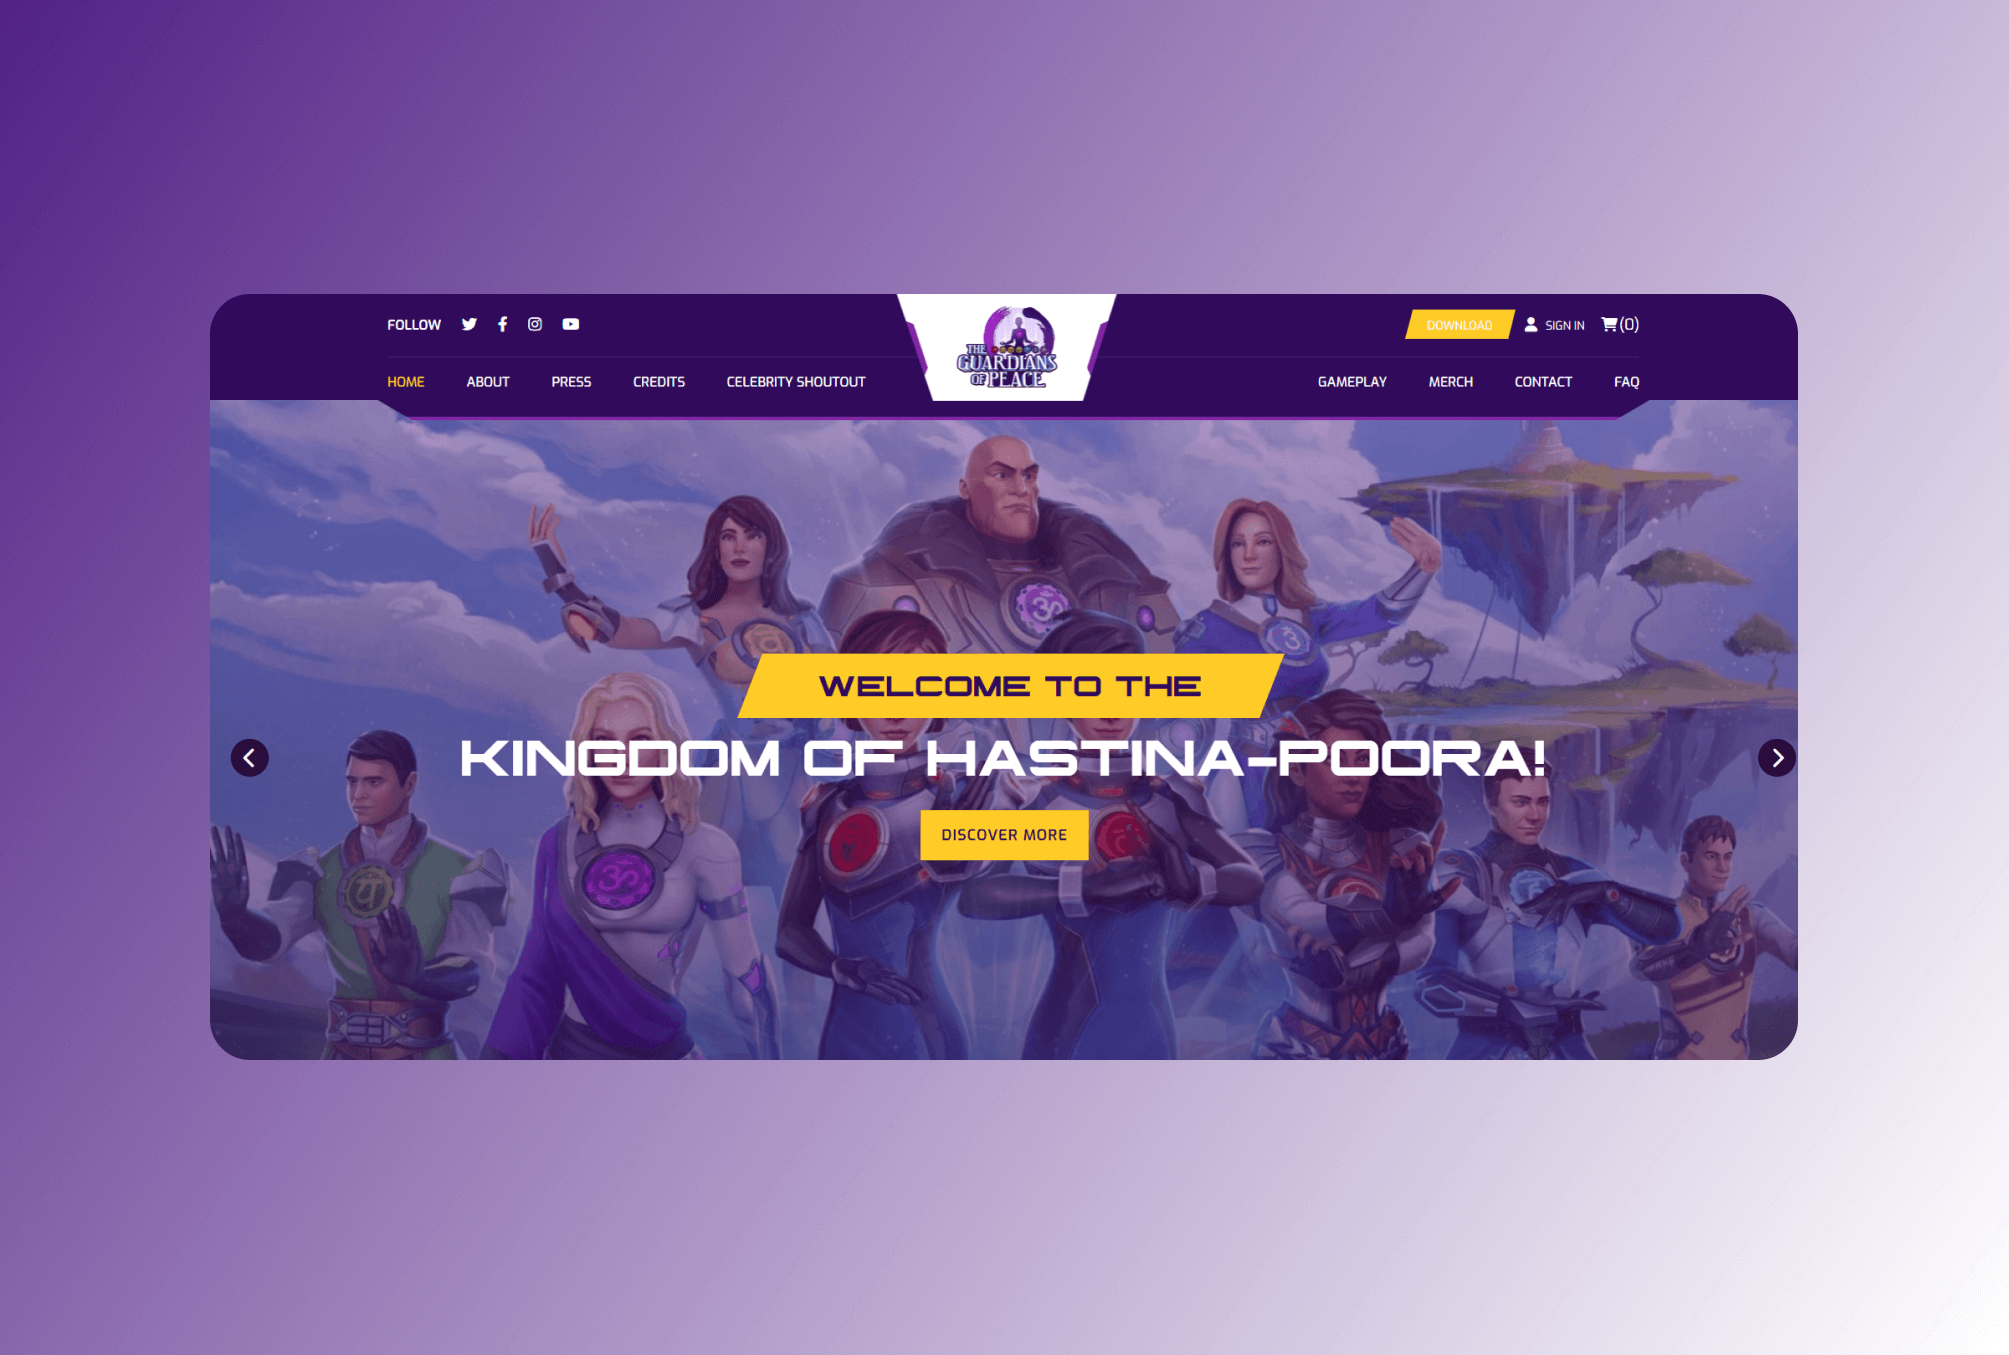 FOLLOW
DOWNLOAD
SIGN IN
(0)
THE
GUARDIANS
OF PEACE
HOME ABOUT PRESS CREDITS CELEBRITY SHOUTOUT
GAMEPLAY MERCH CONTACT FAQ
WELCOME TO THE
KINGDOM OF HASTINA-POORA!
DISCOVER MORE
ॐ
ॐ